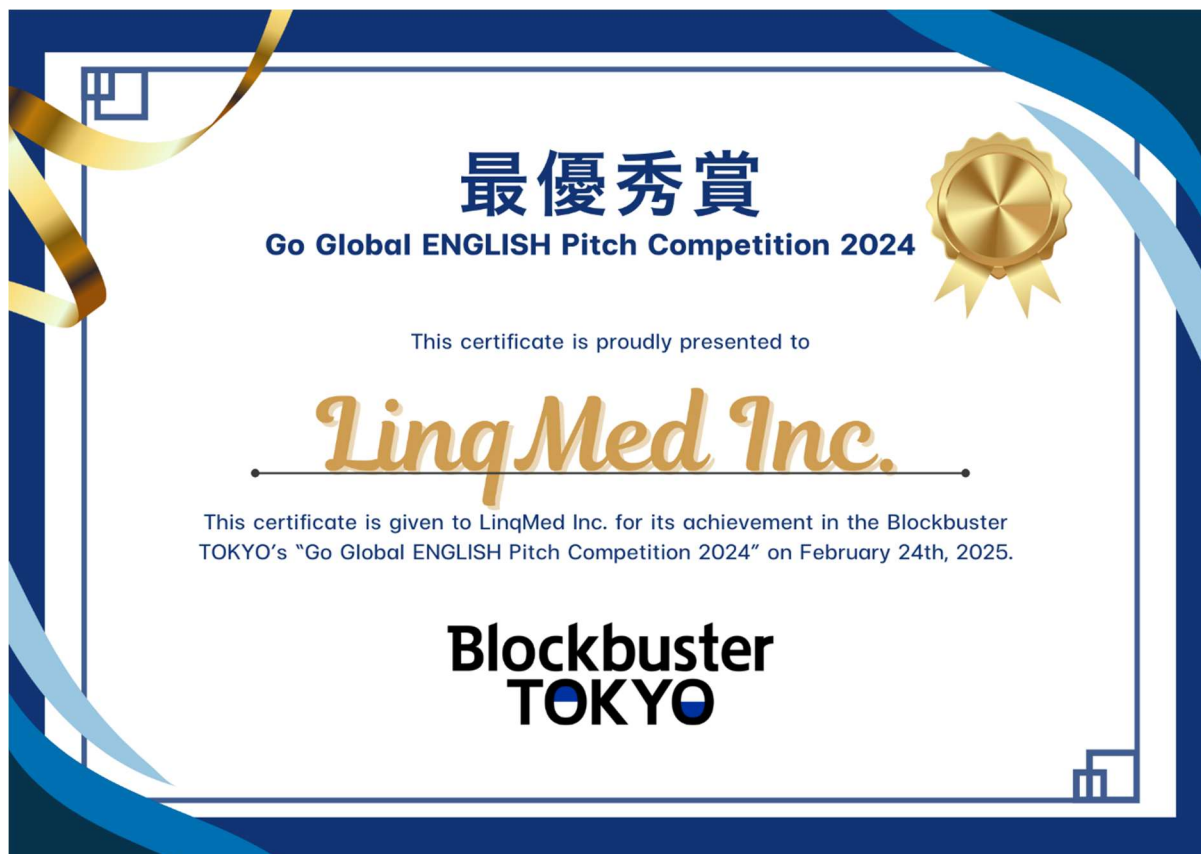 最優秀賞
Go Global ENGLISH Pitch Competition 2024
This certificate is proudly presented to
LinqMed Inc.
This certificate is given to LinqMed Inc. for its achievement in the Blockbuster
TOKYO's “Go Global ENGLISH Pitch Competition 2024” on February 24th, 2025.
Blockbuster
TOKYO